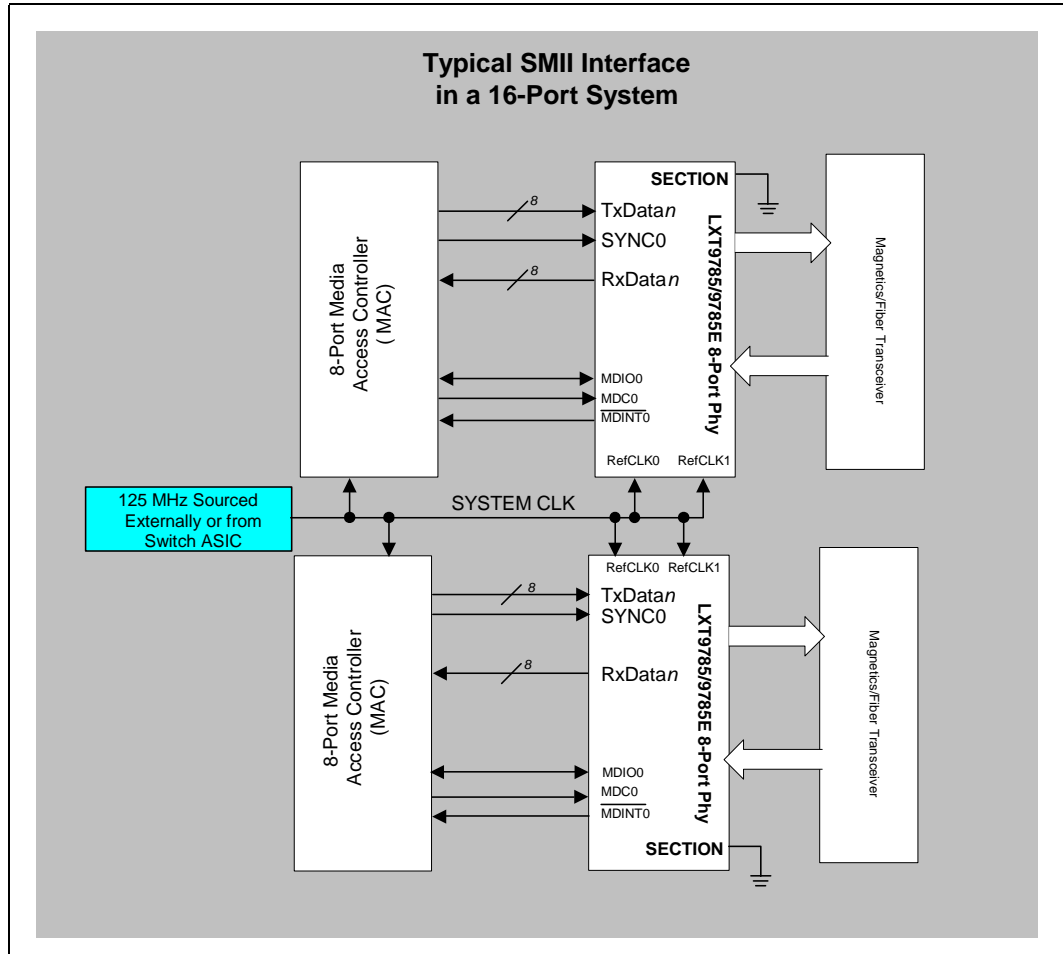 Typical SMII Interface
in a 16-Port System
8-Port Media
Access Controller
( MAC)
8
TxDatan
SYNC0
8
RxDatan
MDIO0
MDC0
MDINT0
SECTION
LXT9785/9785E 8-Port Phy
RefCLK0 RefCLK1
Magnetics/Fiber Transceiver
125 MHz Sourced
Externally or from
Switch ASIC
SYSTEM CLK
8-Port Media
Access Controller
(MAC)
RefCLK0 RefCLK1
8
TxDatan
SYNC0
8
RxDatan
MDIO0
MDC0
MDINT0
SECTION
LXT9785/9785E 8-Port Phy
Magnetics/Fiber Transceiver